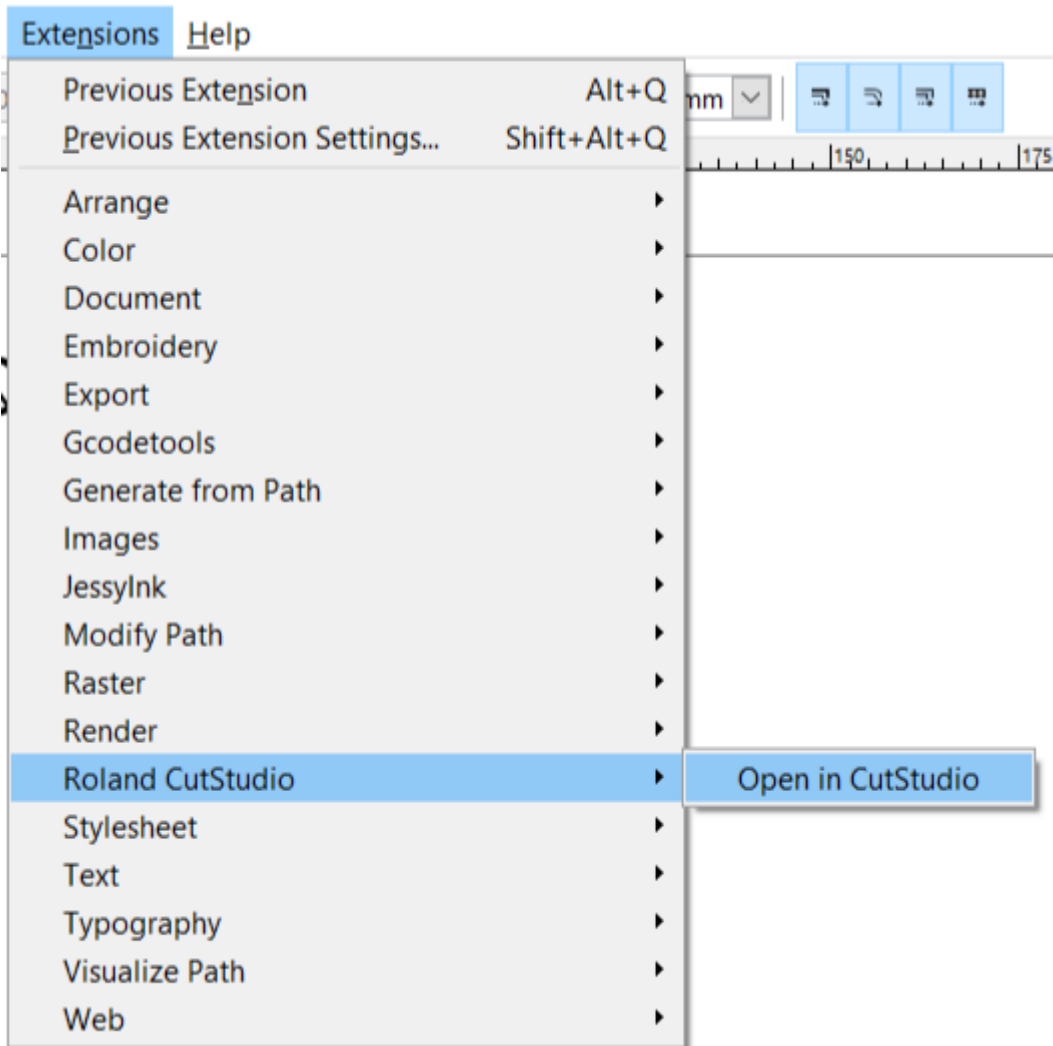 Extensions Help
Previous Extension Alt+Q
Previous Extension Settings... Shift+Alt+Q
mm
150 175
Arrange
Color
Document
Embroidery
Export
Gcodetools
Generate from Path
Images
JessyInk
Modify Path
Raster
Render
Roland CutStudio Open in CutStudio
Stylesheet
Text
Typography
Visualize Path
Web